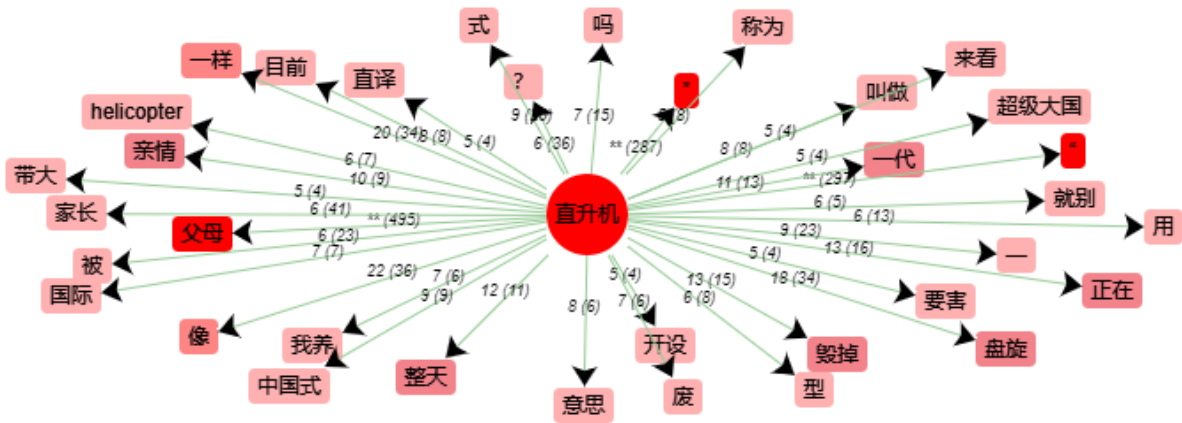 式
吗
称为
一样
目前
直译
？
来看
叫做
helicopter
超级大国
亲情
一代
带大
家长
父母
直升机
就别
用
被
国际
一
正在
像
我养
中国式
整天
要害
开设
毁掉
盘旋
意思
废
型
20 (34)
8 (8)
5 (4)
6 (36)
7 (15)
** (287)
5 (4)
8 (8)
5 (4)
11 (13)
** (297)
6 (7)
10 (9)
5 (4)
6 (41)
** (495)
6 (23)
7 (7)
6 (5)
6 (13)
9 (23)
13 (16)
5 (4)
18 (34)
22 (36)
7 (6)
9 (9)
12 (11)
8 (6)
5 (4)
7 (6)
13 (15)
6 (8)